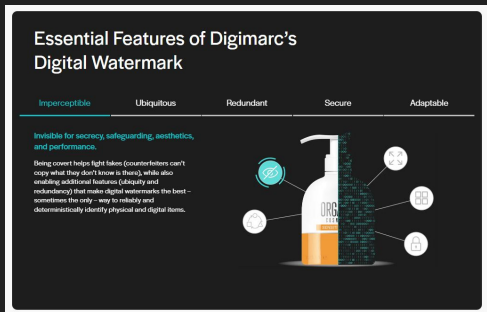 Essential Features of Digimarc's
Digital Watermark
Imperceptible
Ubiquitous
Redundant
Secure
Adaptable
Invisible for secrecy, safeguarding, aesthetics,
and performance.
Being covert helps fight fakes (counterfeiters can't
copy what they don't know is there), while also
enabling additional features (ubiquity and
redundancy) that make digital watermarks the best –
sometimes the only – way to reliably and
deterministically identify physical and digital items.
ORG